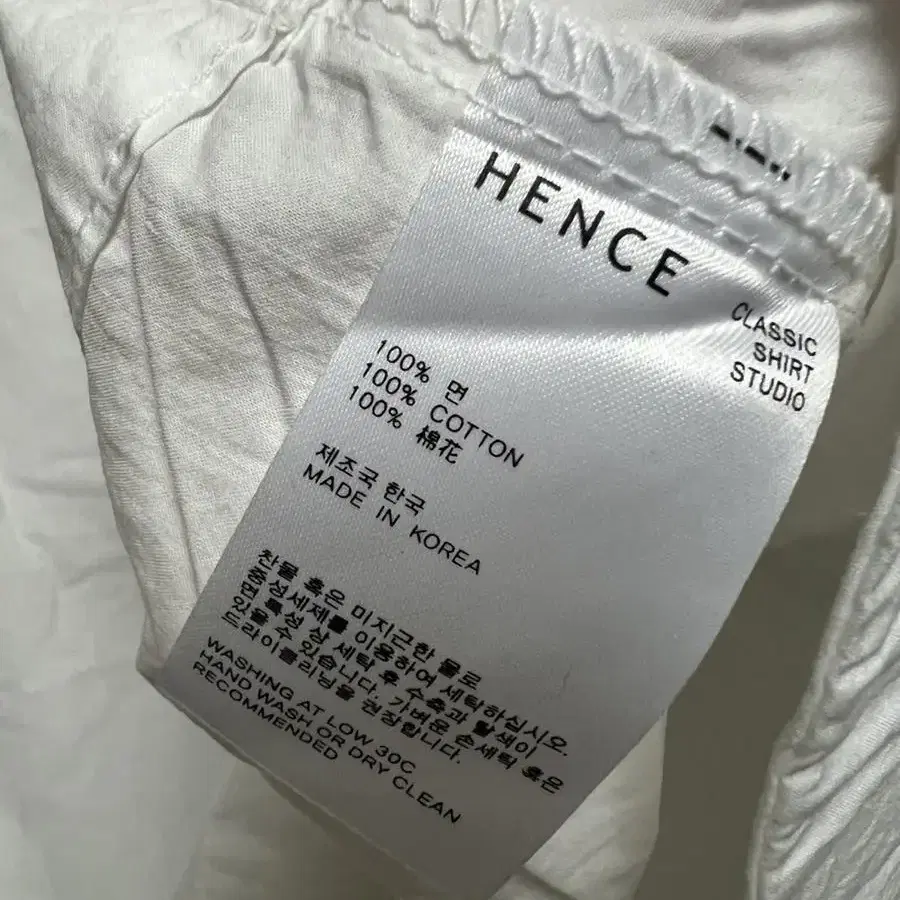 HENCE
CLASSIC
SHIRT
STUDIO
100% 면
100% COTTON
100% 棉花
제조국 한국
MADE IN KOREA
찬물 혹은 미지근한 물로
중성세제를 이용하여 세탁하십시오.
면 특성 상 세탁 후 수축과 탈색이
있을 수 있습니다. 가벼운 손세탁 혹은
드라이클리닝을 권장합니다.
WASHING AT LOW 30C
HAND WASH OR DRY CLEAN
RECOMMENDED